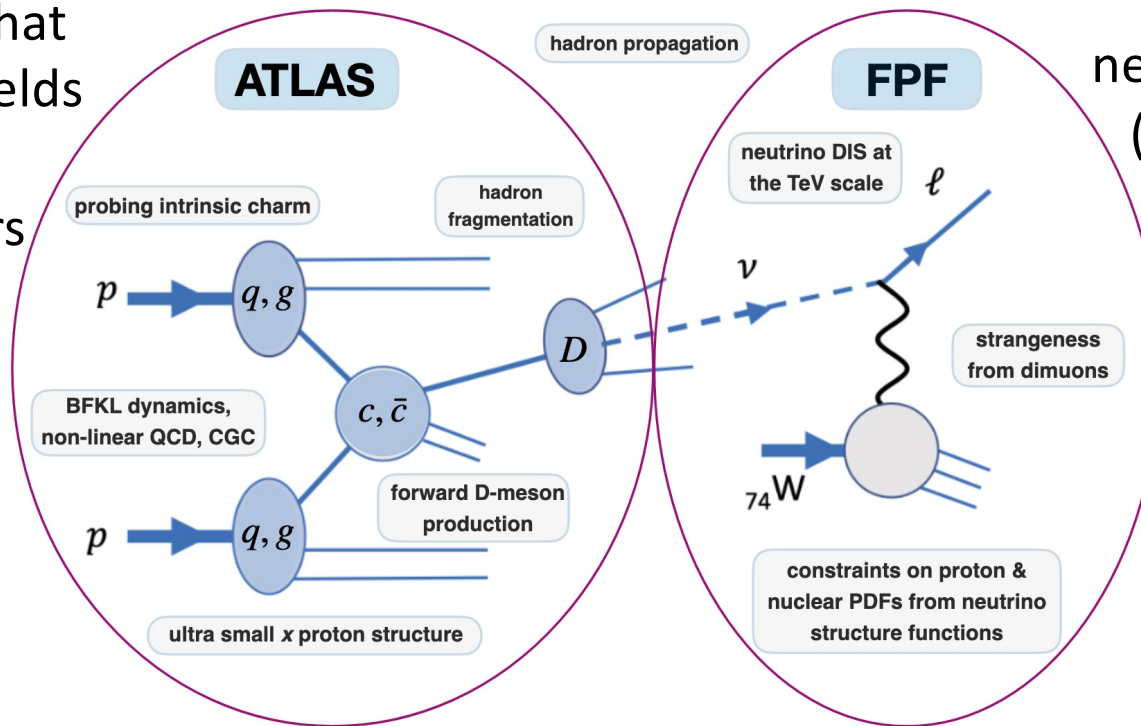 hat
elds
rs
ne
(
hadron propagation
ATLAS
FPF
neutrino DIS at
the TeV scale
ℓ
probing intrinsic charm
hadron
fragmentation
p
q, g
ν
D
strangeness
from dimuons
BFKL dynamics,
non-linear QCD, CGC
c, c̄
₇₄W
forward D-meson
production
p
q, g
constraints on proton &
nuclear PDFs from neutrino
structure functions
ultra small x proton structure